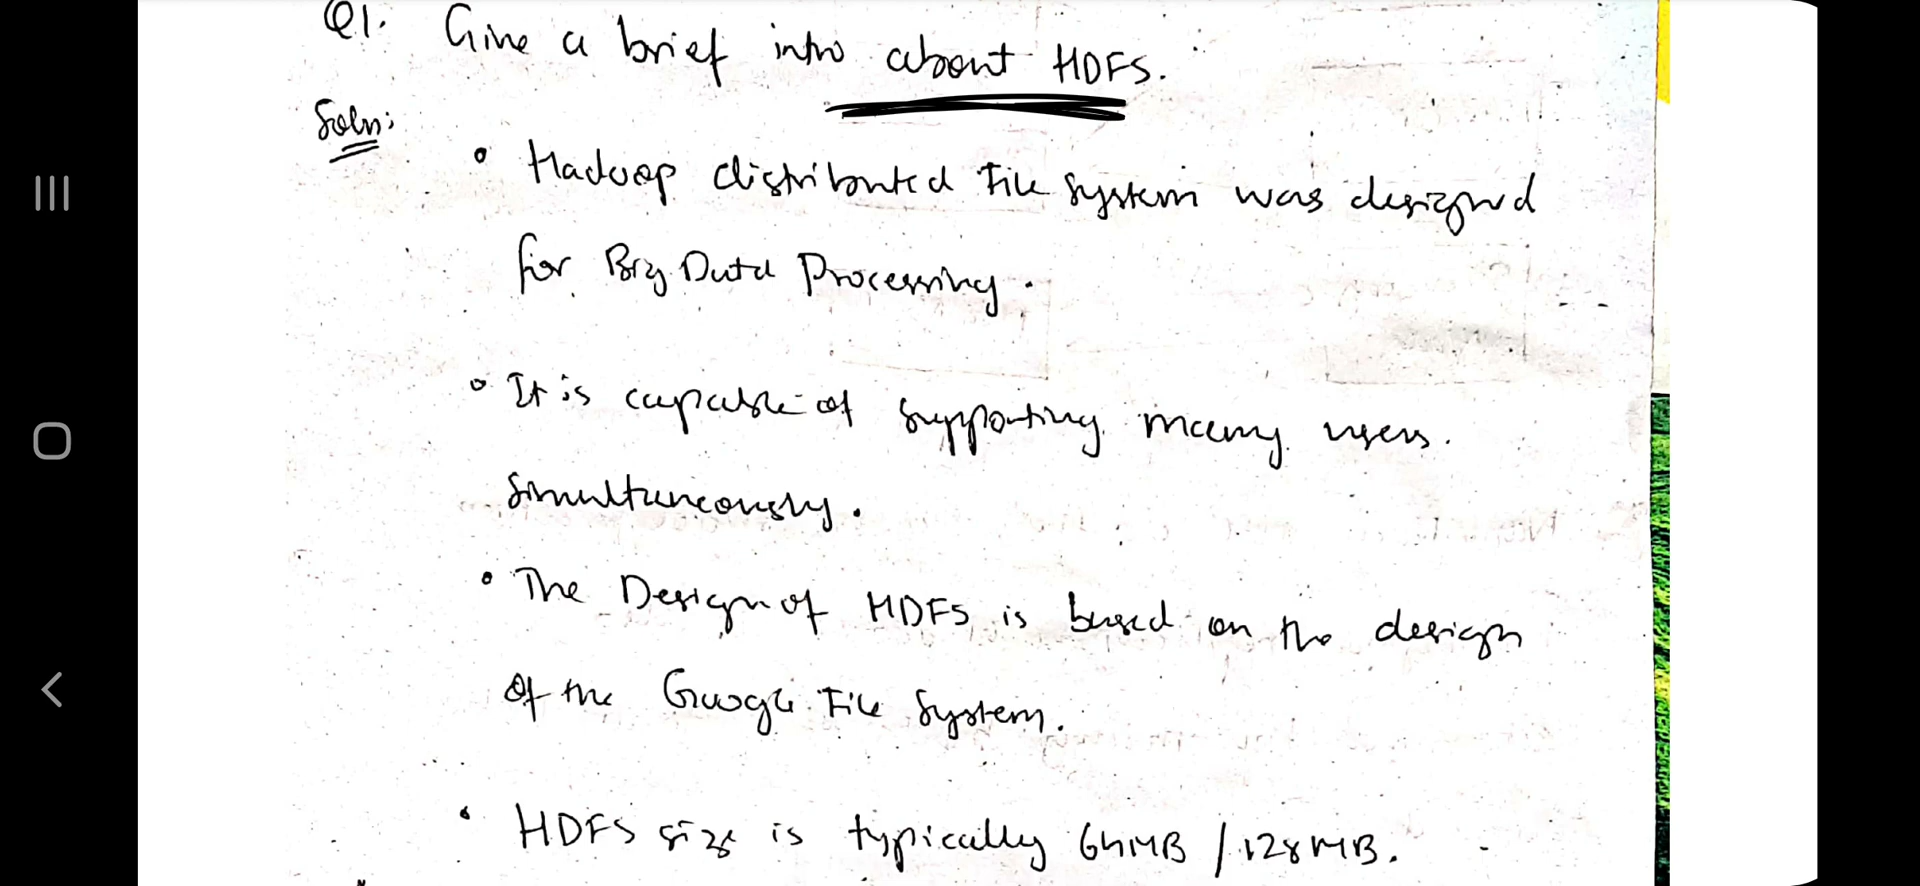 Q1. Give a brief intro about HDFS.
Soln:
• Hadoop distributed File System was designed
for Big Data Processing.
• It is capable of supporting many users.
simultaneously.
• The Design of HDFS is based on the design
of the Google File System.
• HDFS size is typically 64MB / 128MB.